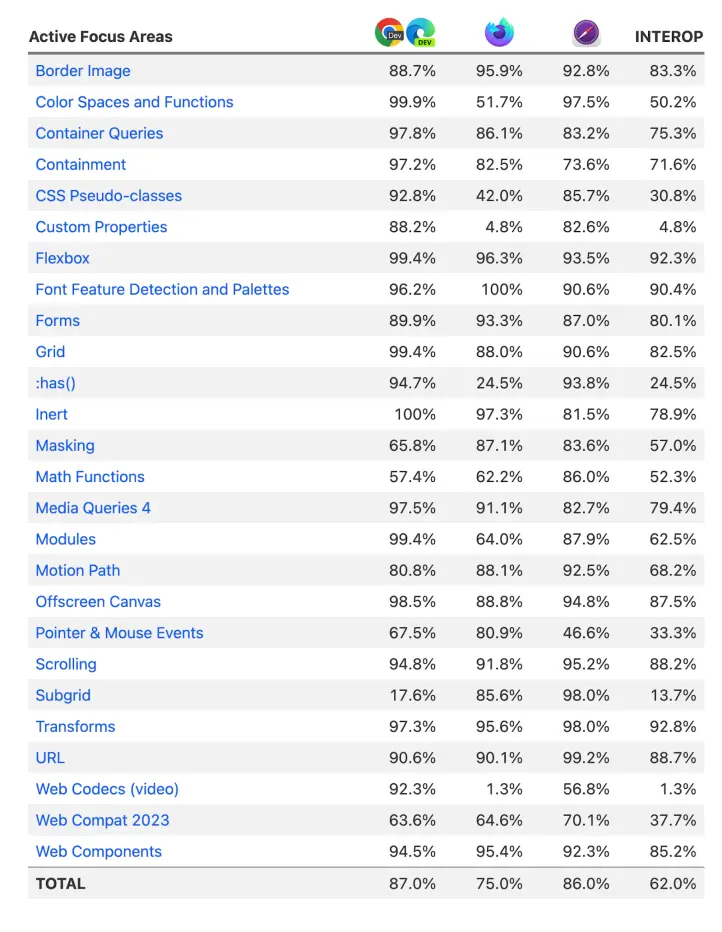 Active Focus Areas Dev DEV INTEROP
Border Image 88.7% 95.9% 92.8% 83.3%
Color Spaces and Functions 99.9% 51.7% 97.5% 50.2%
Container Queries 97.8% 86.1% 83.2% 75.3%
Containment 97.2% 82.5% 73.6% 71.6%
CSS Pseudo-classes 92.8% 42.0% 85.7% 30.8%
Custom Properties 88.2% 4.8% 82.6% 4.8%
Flexbox 99.4% 96.3% 93.5% 92.3%
Font Feature Detection and Palettes 96.2% 100% 90.6% 90.4%
Forms 89.9% 93.3% 87.0% 80.1%
Grid 99.4% 88.0% 90.6% 82.5%
:has() 94.7% 24.5% 93.8% 24.5%
Inert 100% 97.3% 81.5% 78.9%
Masking 65.8% 87.1% 83.6% 57.0%
Math Functions 57.4% 62.2% 86.0% 52.3%
Media Queries 4 97.5% 91.1% 82.7% 79.4%
Modules 99.4% 64.0% 87.9% 62.5%
Motion Path 80.8% 88.1% 92.5% 68.2%
Offscreen Canvas 98.5% 88.8% 94.8% 87.5%
Pointer & Mouse Events 67.5% 80.9% 46.6% 33.3%
Scrolling 94.8% 91.8% 95.2% 88.2%
Subgrid 17.6% 85.6% 98.0% 13.7%
Transforms 97.3% 95.6% 98.0% 92.8%
URL 90.6% 90.1% 99.2% 88.7%
Web Codecs (video) 92.3% 1.3% 56.8% 1.3%
Web Compat 2023 63.6% 64.6% 70.1% 37.7%
Web Components 94.5% 95.4% 92.3% 85.2%
TOTAL 87.0% 75.0% 86.0% 62.0%